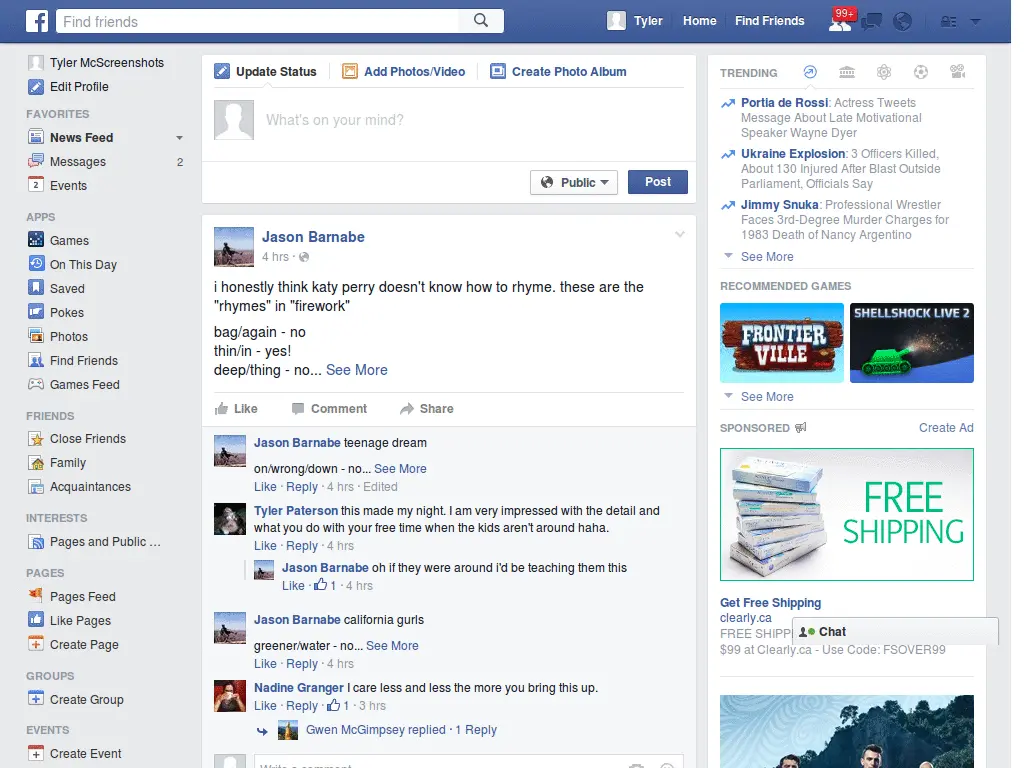 f
Find friends
Tyler
Home
Find Friends
99+
Tyler McScreenshots
Edit Profile
FAVORITES
News Feed
Messages
2
2
Events
APPS
Games
On This Day
Saved
Pokes
Photos
Find Friends
Games Feed
FRIENDS
Close Friends
Family
Acquaintances
INTERESTS
Pages and Public ...
PAGES
Pages Feed
Like Pages
Create Page
GROUPS
Create Group
EVENTS
Create Event
Update Status
Add Photos/Video
Create Photo Album
What's on your mind?
Public
Post
Jason Barnabe
4 hrs ·
i honestly think katy perry doesn't know how to rhyme. these are the
"rhymes" in "firework"
bag/again - no
thin/in - yes!
deep/thing - no... See More
Like
Comment
Share
Jason Barnabe teenage dream
on/wrong/down - no... See More
Like · Reply · 4 hrs · Edited
Tyler Paterson this made my night. I am very impressed with the detail and
what you do with your free time when the kids aren't around haha.
Like · Reply · 4 hrs
Jason Barnabe oh if they were around i'd be teaching them this
Like · 1 · 4 hrs
Jason Barnabe california gurls
greener/water - no... See More
Like · Reply · 4 hrs
Nadine Granger I care less and less the more you bring this up.
Like · Reply · 1 · 3 hrs
Gwen McGimpsey replied · 1 Reply
Write a comment...
TRENDING
Portia de Rossi: Actress Tweets
Message About Late Motivational
Speaker Wayne Dyer
Ukraine Explosion: 3 Officers Killed,
About 130 Injured After Blast Outside
Parliament, Officials Say
Jimmy Snuka: Professional Wrestler
Faces 3rd-Degree Murder Charges for
1983 Death of Nancy Argentino
See More
RECOMMENDED GAMES
FRONTIER
VILLE
SHELLSHOCK LIVE 2
See More
SPONSORED
Create Ad
FREE
SHIPPING
Get Free Shipping
clearly.ca
FREE SHIPP
$99 at Clearly.ca - Use Code: FSOVER99
Chat